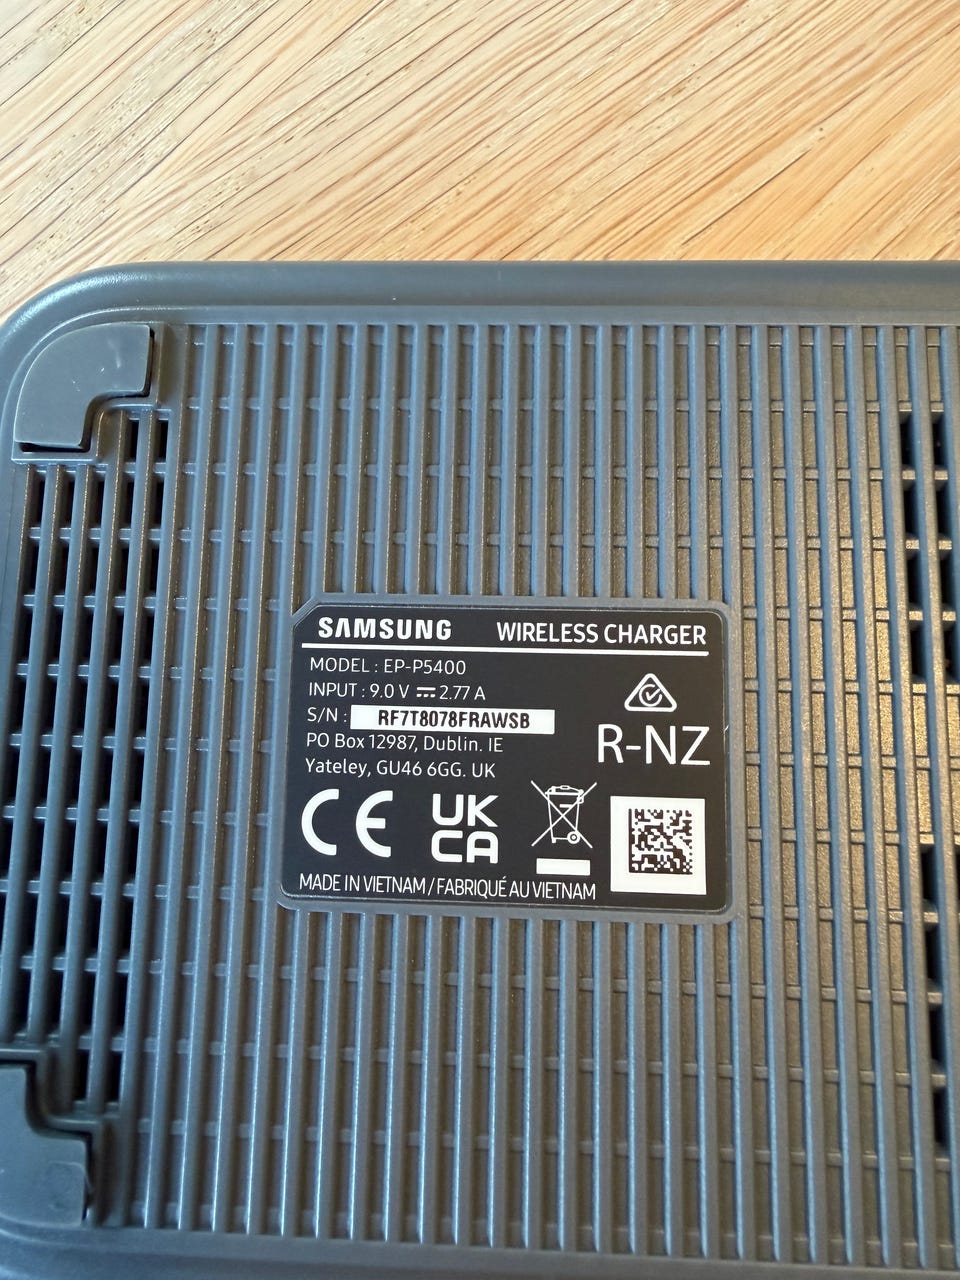 SAMSUNG WIRELESS CHARGER
MODEL : EP-P5400
INPUT : 9.0 V ⎓ 2.77 A
S/N : RF7T8078FRAWSB
PO Box 12987, Dublin. IE
Yateley, GU46 6GG. UK
R-NZ
CE UK
CA
MADE IN VIETNAM / FABRIQUÉ AU VIETNAM